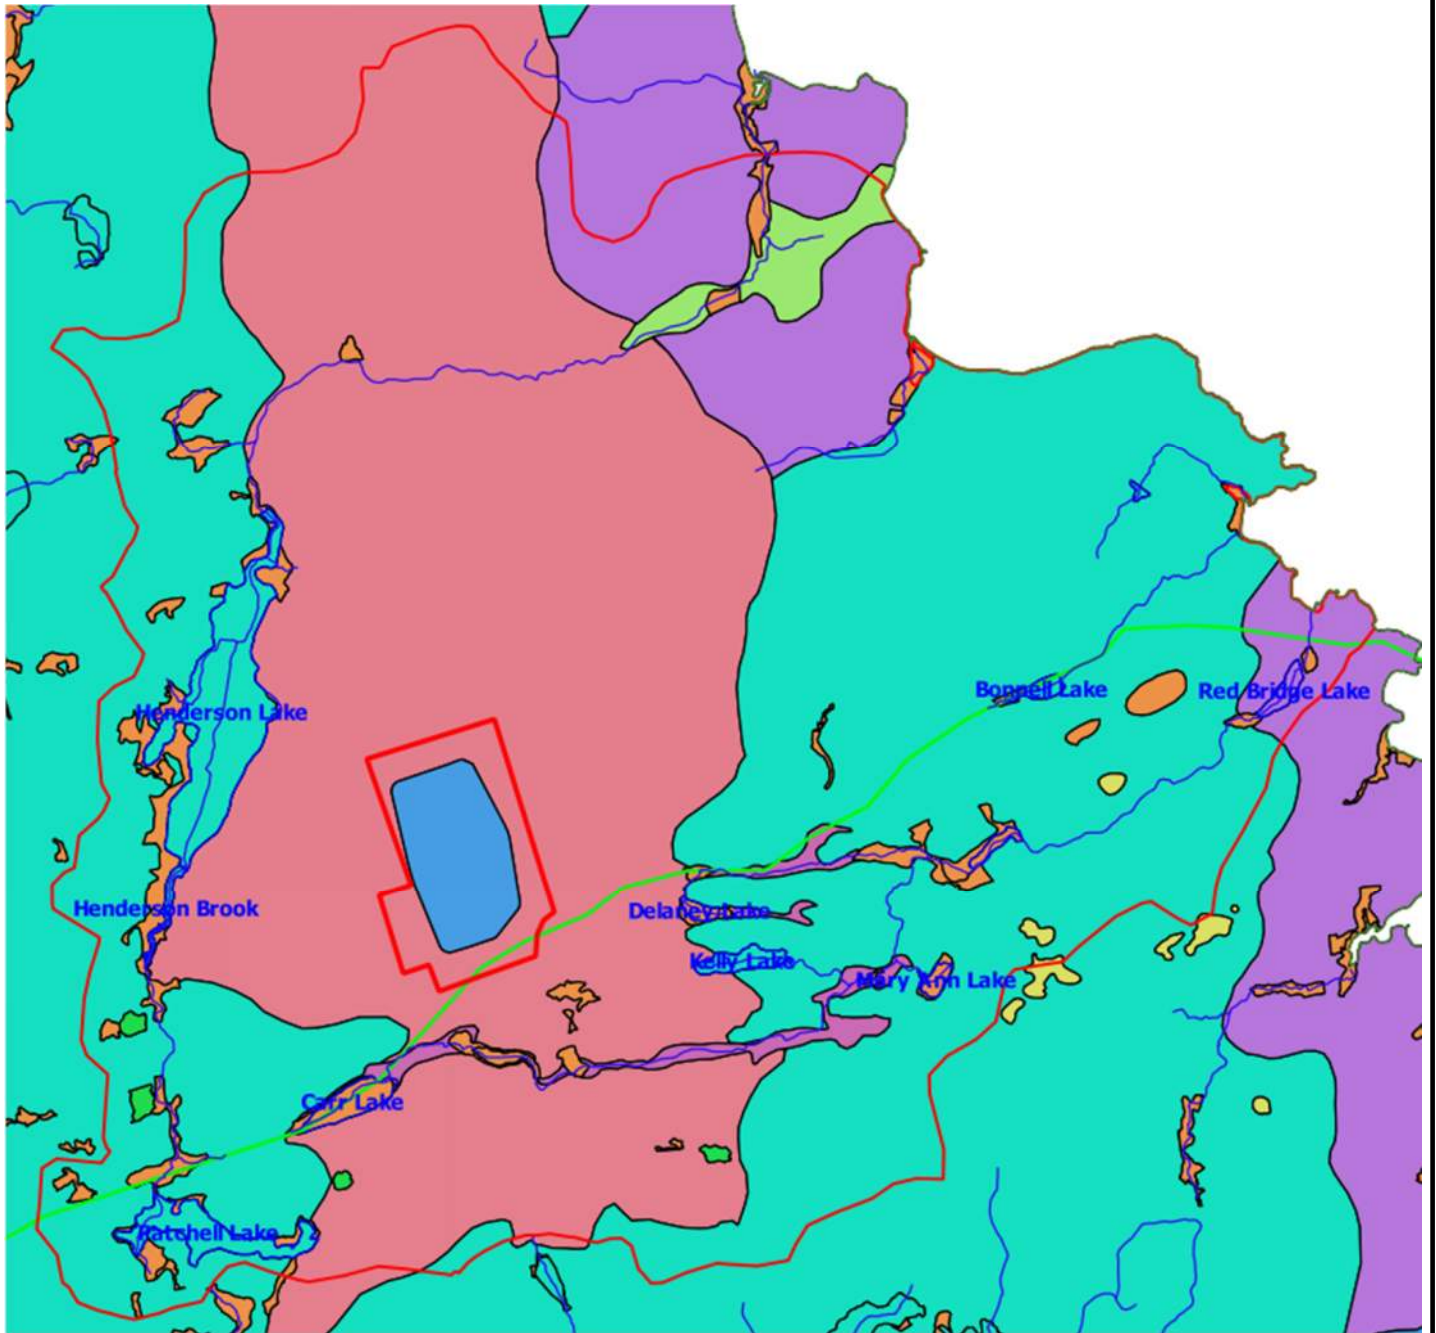 Bonnell Lake
Red Bridge Lake
Henderson Lake
Henderson Brook
Delaney Lake
Kelly Lake
Mary Ann Lake
Carr Lake
Patchell Lake